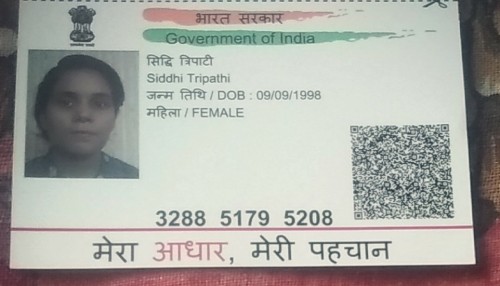 भारत सरकार
Government of India
सिद्धि त्रिपाटी
Siddhi Tripathi
जन्म तिथि / DOB : 09/09/1998
महिला / FEMALE
3288 5179 5208
मेरा आधार, मेरी पहचान